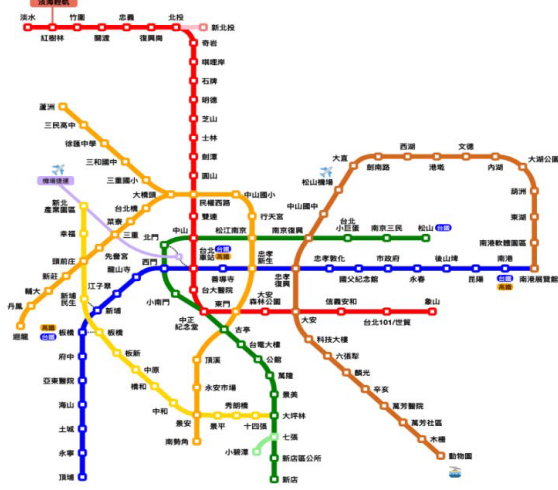 淡海輕軌
淡水
竹圍
忠義
北投
新北投
紅樹林
關渡
復興崗
奇岩
唭哩岸
石牌
明德
芝山
士林
劍潭
圓山
民權西路
雙連
中山
台北車站
台鐵
高鐵
台大醫院
中正紀念堂
東門
大安森林公園
大安
信義安和
台北101/世貿
象山
蘆洲
三民高中
徐匯中學
三和國中
三重國小
大橋頭
台北橋
菜寮
三重
先嗇宮
頭前庄
新莊
輔大
丹鳳
迴龍
中山國小
行天宮
松江南京
忠孝新生
古亭
頂溪
永安市場
景安
南勢角
機場捷運
新北產業園區
幸福
新埔民生
板橋
板新
中原
橋和
中和
景平
秀朗橋
十四張
大坪林
北門
西門
小南門
台電大樓
公館
萬隆
景美
七張
小碧潭
新店區公所
新店
南京復興
台北小巨蛋
南京三民
松山
台鐵
龍山寺
江子翠
新埔
高鐵
台鐵
板橋
府中
亞東醫院
海山
土城
永寧
頂埔
善導寺
忠孝復興
忠孝敦化
國父紀念館
市政府
永春
後山埤
昆陽
南港
台鐵
高鐵
南港展覽館
大直
松山機場
中山國中
劍南路
西湖
港墘
文德
內湖
大湖公園
葫洲
東湖
南港軟體園區
科技大樓
六張犁
麟光
辛亥
萬芳醫院
萬芳社區
木柵
動物園